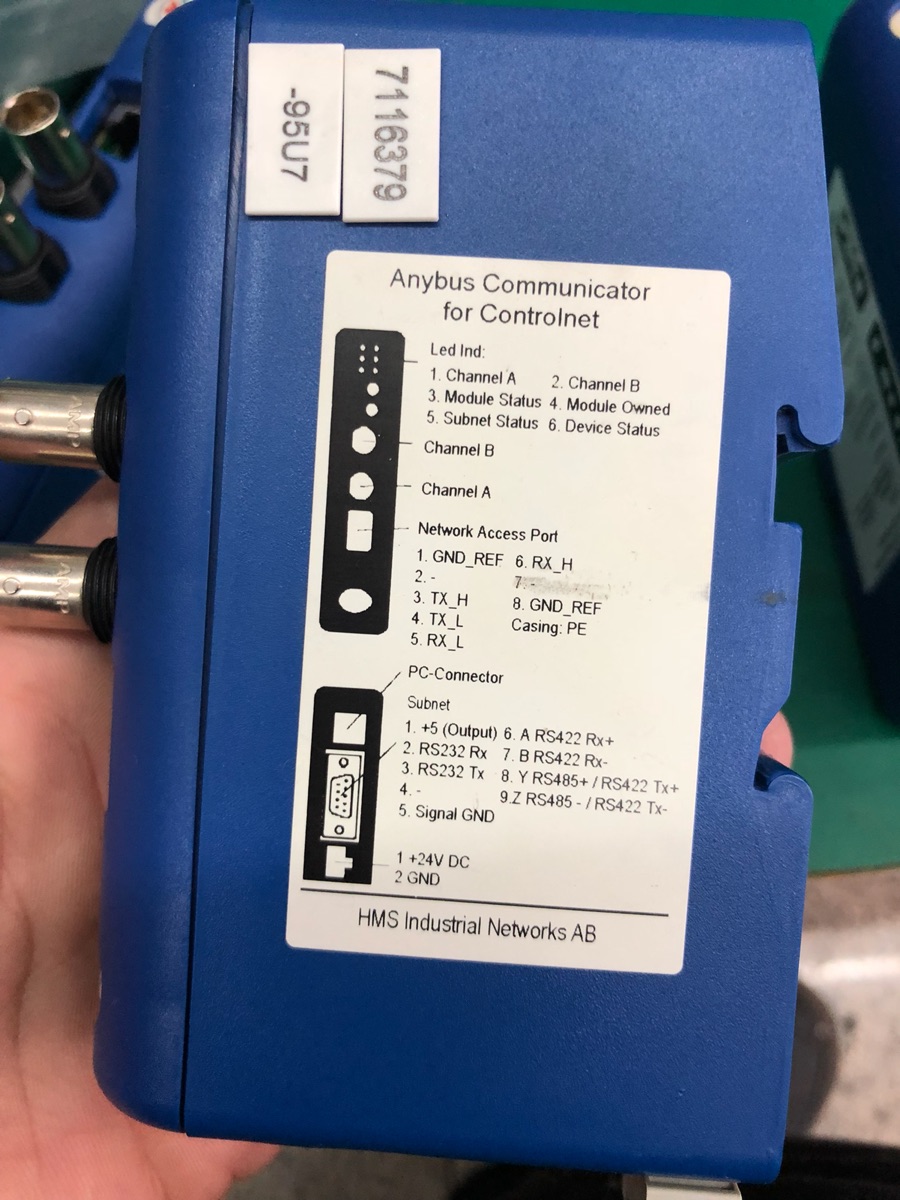 -95U7
7116379
Anybus Communicator
for Controlnet
Led Ind:
1. Channel A 2. Channel B
3. Module Status 4. Module Owned
5. Subnet Status 6. Device Status
Channel B
Channel A
Network Access Port
1. GND_REF 6. RX_H
2. - 7. -
3. TX_H 8. GND_REF
4. TX_L Casing: PE
5. RX_L
PC-Connector
Subnet
1. +5 (Output) 6. A RS422 Rx+
2. RS232 Rx 7. B RS422 Rx-
3. RS232 Tx 8. Y RS485+ / RS422 Tx+
4. - 9.Z RS485 - / RS422 Tx-
5. Signal GND
1 +24V DC
2 GND
HMS Industrial Networks AB
AMP
AMP